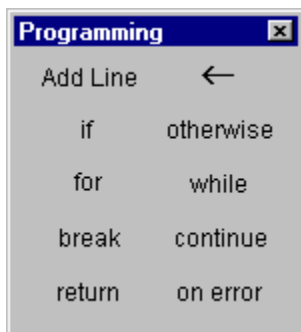 Programming
Add Line ←
if otherwise
for while
break continue
return on error